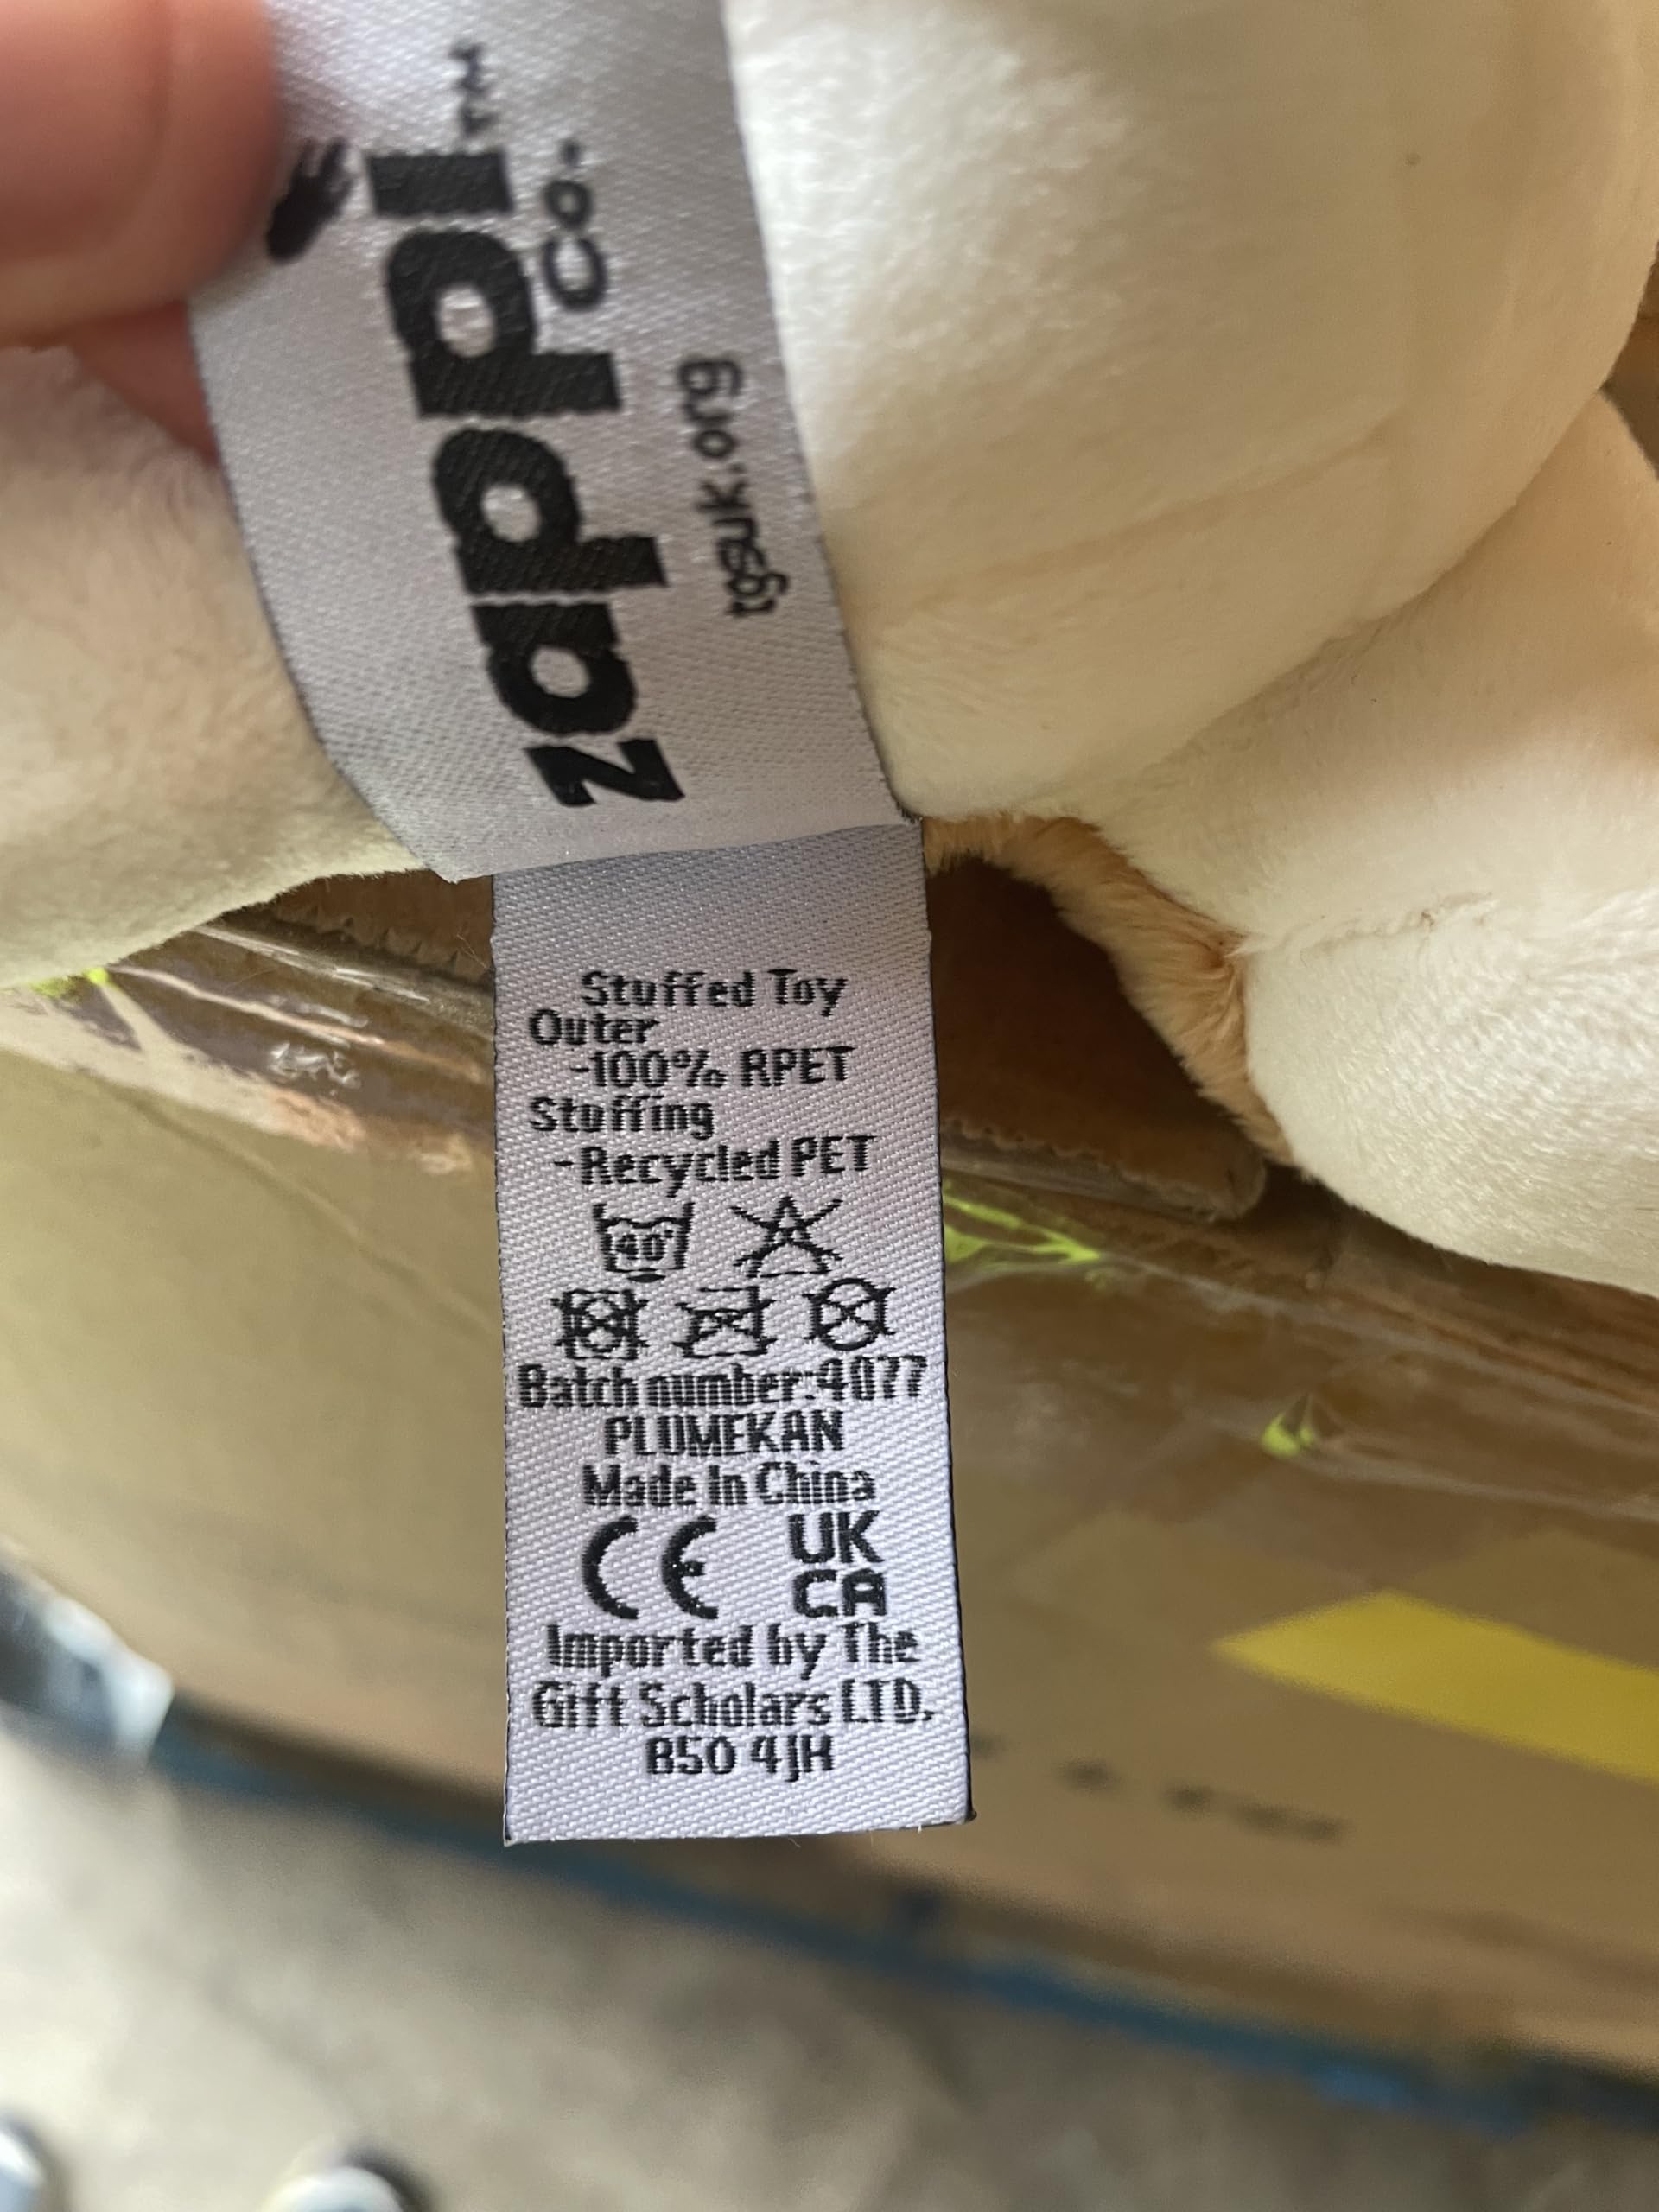 zappi™
co.
tgsuk.org
Stuffed Toy
Outer
-100% RPET
Stuffing
-Recycled PET
40°
Batch number:4077
PLUMEKAN
Made In China
CE UK
CA
Imported by The
Gift Scholars LTD.
B50 4JH